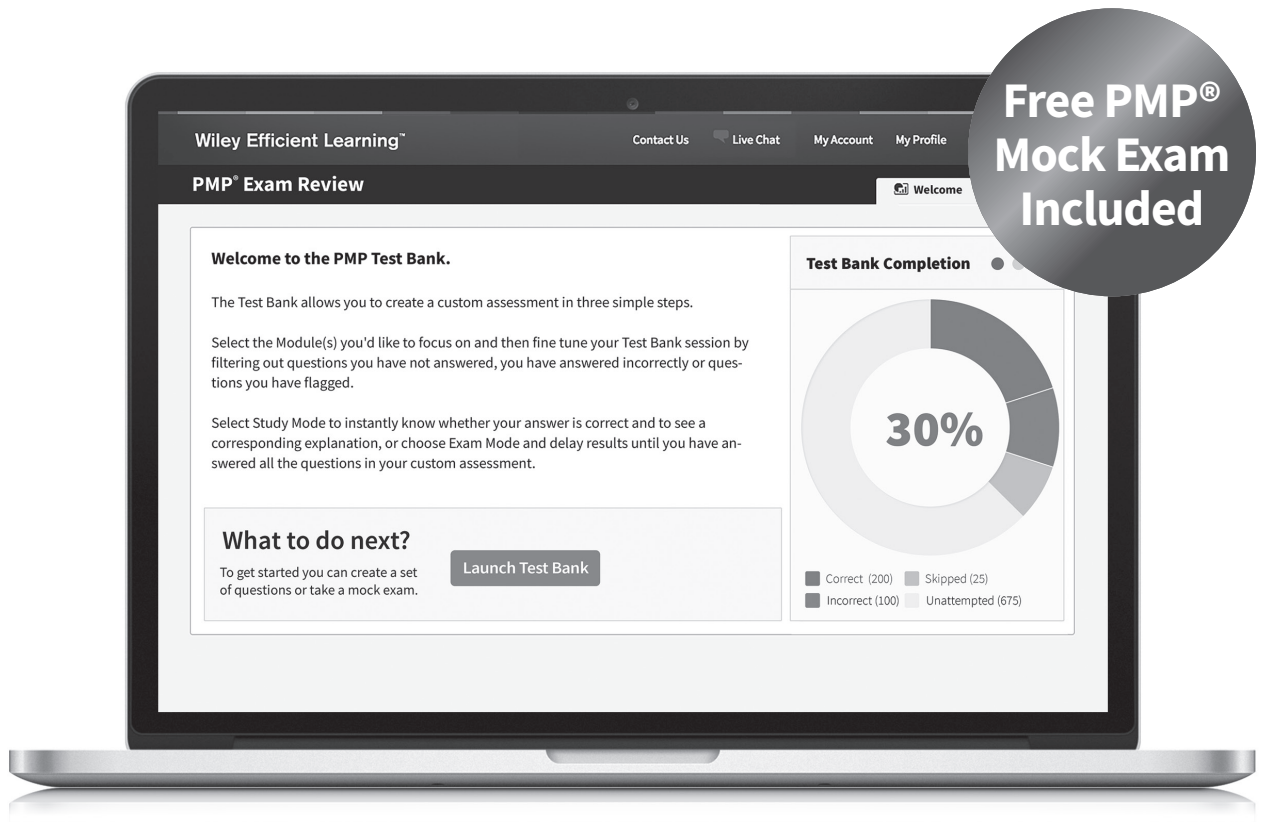 Free PMP®
Mock Exam
Included
Wiley Efficient Learning™
Contact Us
Live Chat
My Account
My Profile
PMP® Exam Review
Welcome
Welcome to the PMP Test Bank.
The Test Bank allows you to create a custom assessment in three simple steps.
Select the Module(s) you'd like to focus on and then fine tune your Test Bank session by
filtering out questions you have not answered, you have answered incorrectly or ques-
tions you have flagged.
Select Study Mode to instantly know whether your answer is correct and to see a
corresponding explanation, or choose Exam Mode and delay results until you have an-
swered all the questions in your custom assessment.
What to do next?
To get started you can create a set
of questions or take a mock exam.
Launch Test Bank
Test Bank Completion
30%
Correct (200)
Skipped (25)
Incorrect (100)
Unattempted (675)